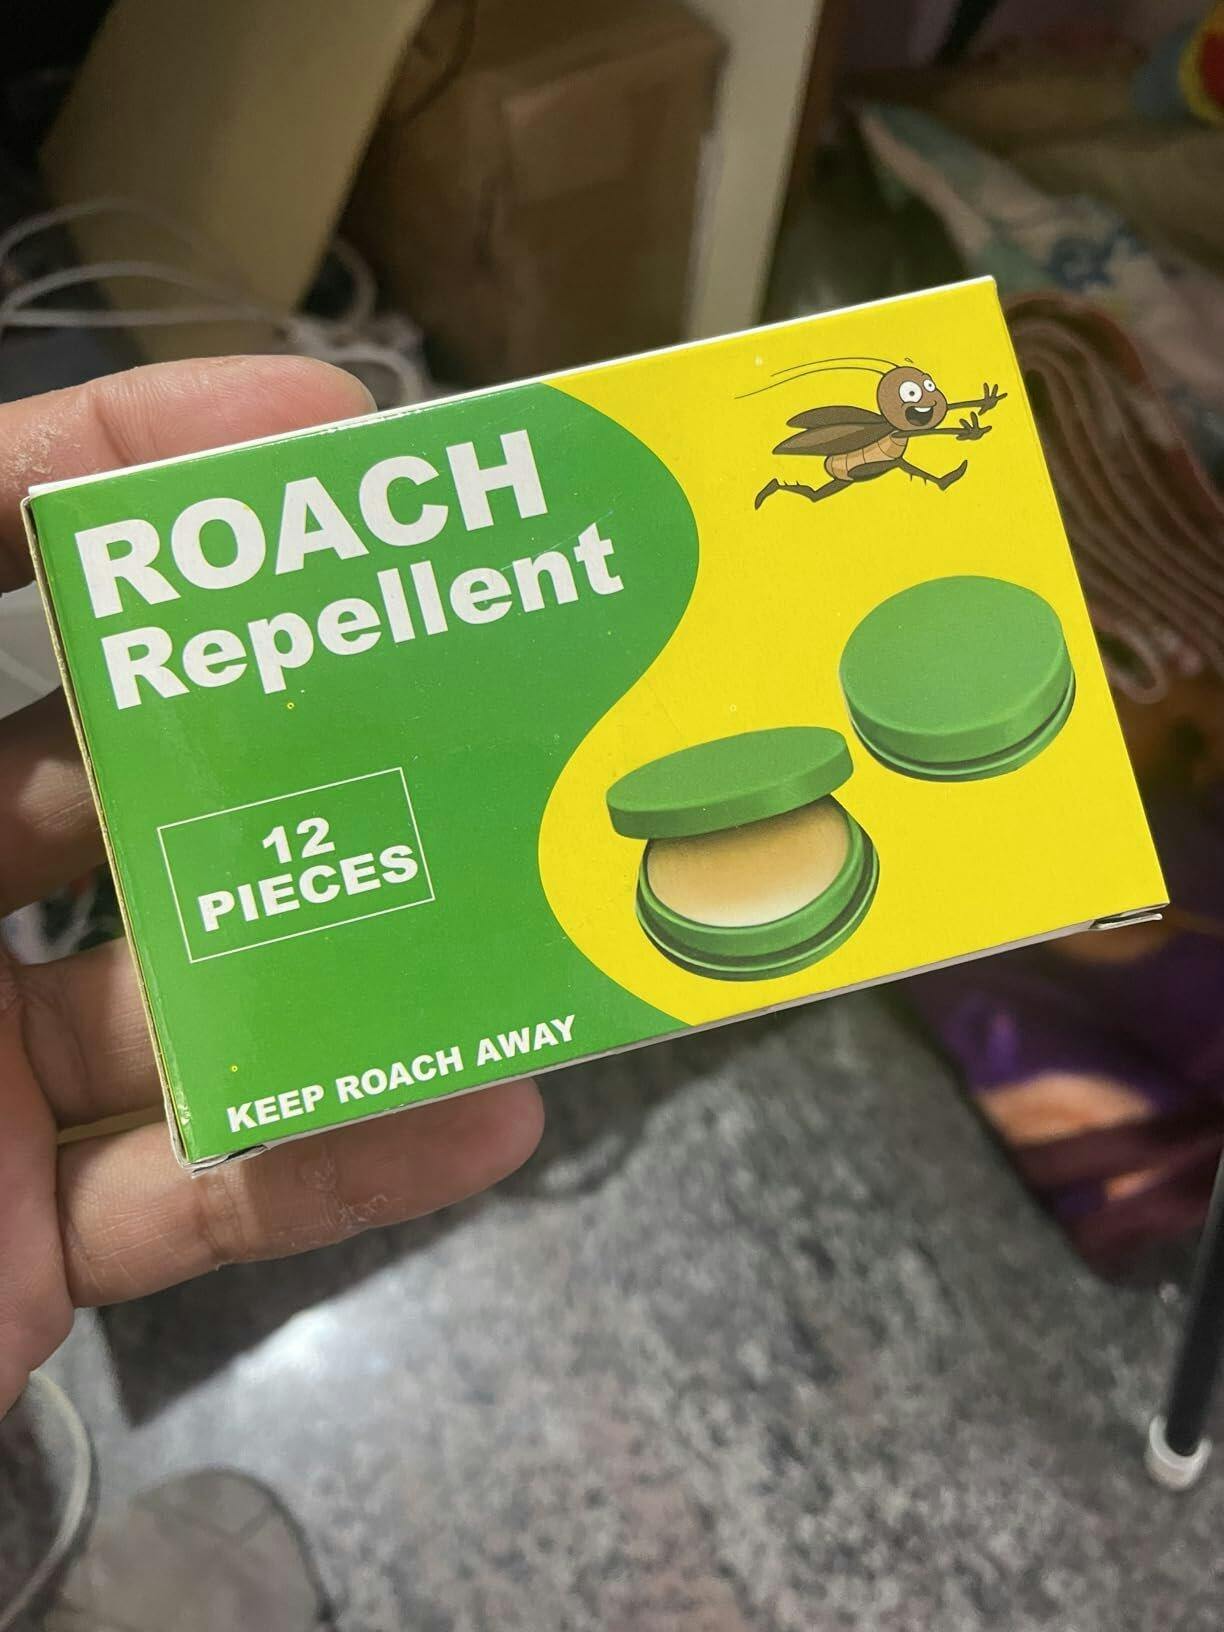 ROACH
Repellent
12
PIECES
KEEP ROACH AWAY